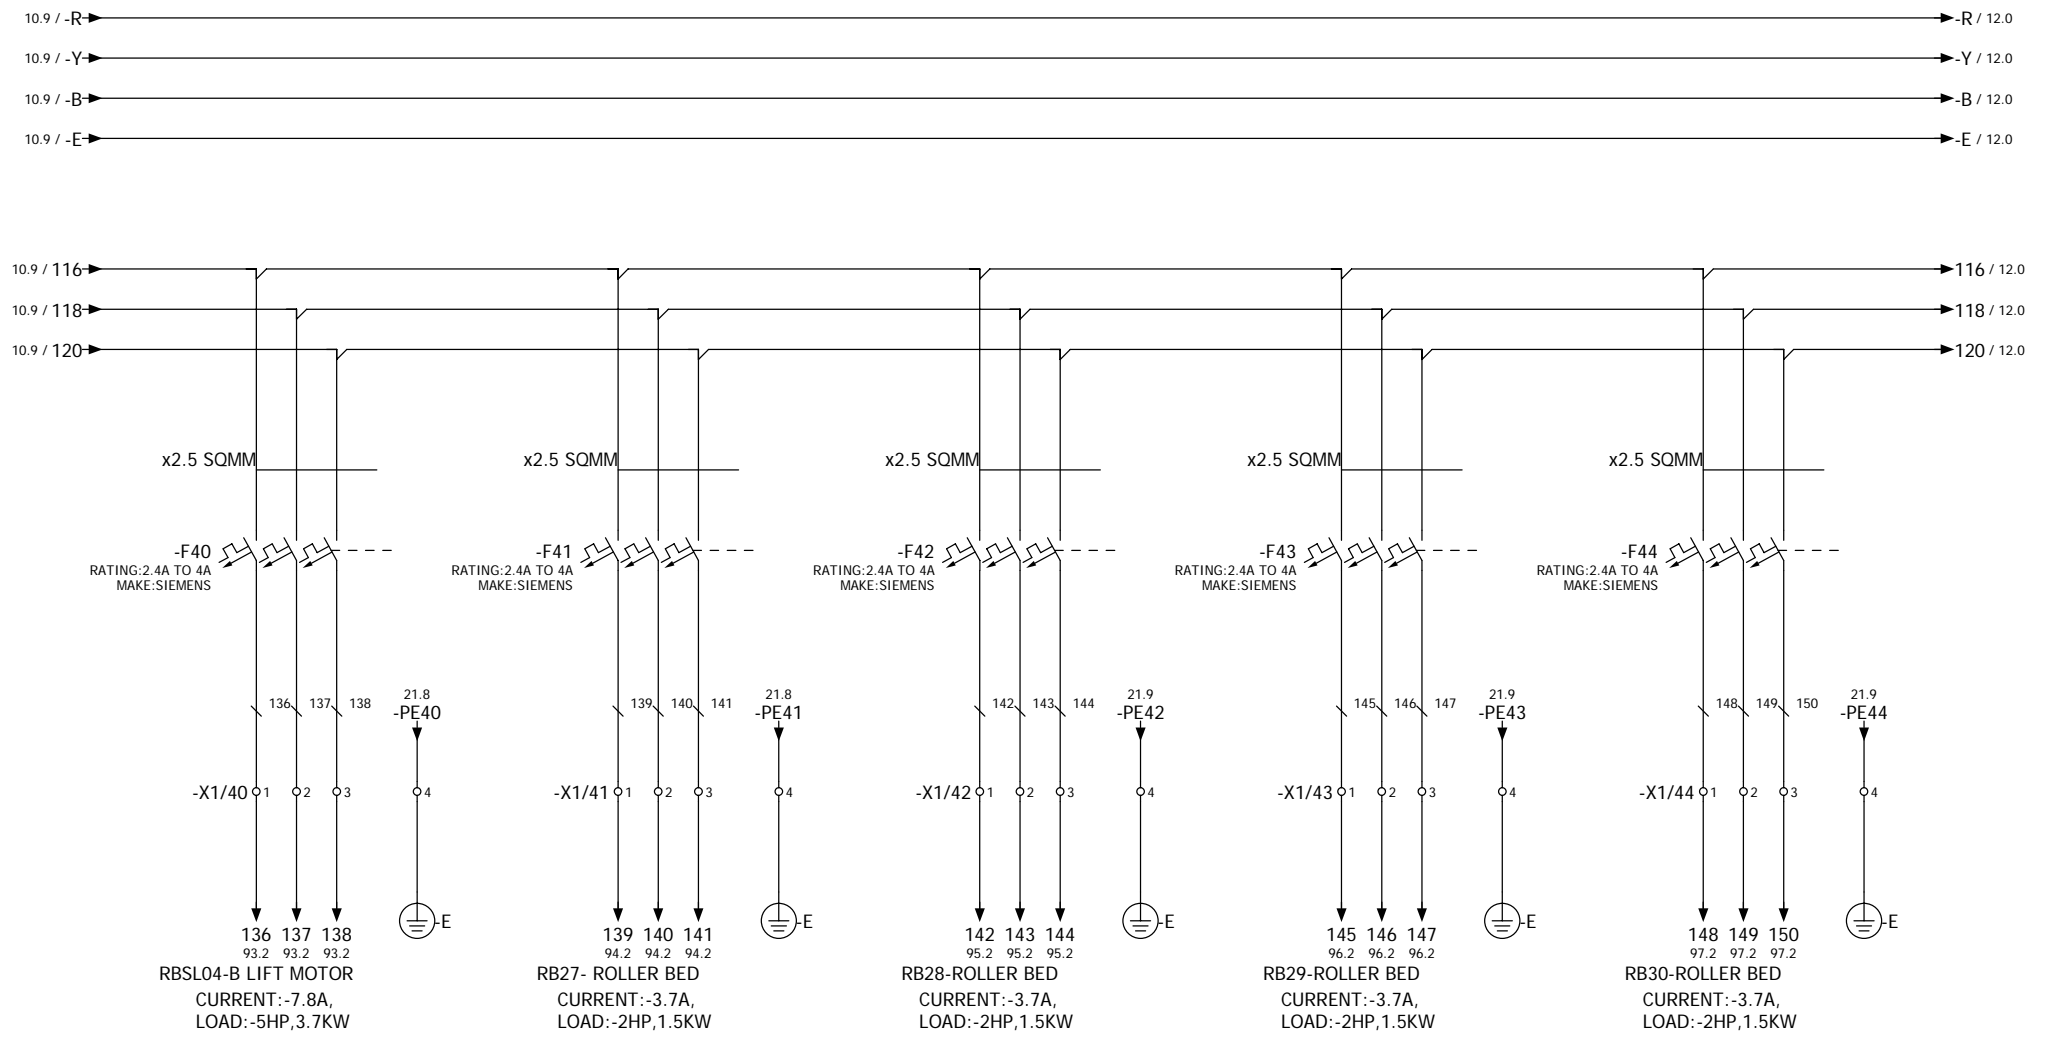 10.9 / -R -R / 12.0
10.9 / -Y -Y / 12.0
10.9 / -B -B / 12.0
10.9 / -E -E / 12.0
10.9 / 116 116 / 12.0
10.9 / 118 118 / 12.0
10.9 / 120 120 / 12.0
x2.5 SQMM x2.5 SQMM x2.5 SQMM x2.5 SQMM x2.5 SQMM
-F40 -F41 -F42 -F43 -F44
RATING:2.4A TO 4A RATING:2.4A TO 4A RATING:2.4A TO 4A RATING:2.4A TO 4A RATING:2.4A TO 4A
MAKE:SIEMENS MAKE:SIEMENS MAKE:SIEMENS MAKE:SIEMENS MAKE:SIEMENS
21.8 21.8 21.9 21.9 21.9
136 137 138 139 140 141 142 143 144 145 146 147 148 149 150
-PE40 -PE41 -PE42 -PE43 -PE44
-X1/40 1 2 3 4 -X1/41 1 2 3 4 -X1/42 1 2 3 4 -X1/43 1 2 3 4 -X1/44 1 2 3 4
-E -E -E -E -E
136 137 138 139 140 141 142 143 144 145 146 147 148 149 150
93.2 93.2 93.2 94.2 94.2 94.2 95.2 95.2 95.2 96.2 96.2 96.2 97.2 97.2 97.2
RBSL04-B LIFT MOTOR RB27- ROLLER BED RB28-ROLLER BED RB29-ROLLER BED RB30-ROLLER BED
CURRENT:-7.8A, CURRENT:-3.7A, CURRENT:-3.7A, CURRENT:-3.7A, CURRENT:-3.7A,
LOAD:-5HP,3.7KW LOAD:-2HP,1.5KW LOAD:-2HP,1.5KW LOAD:-2HP,1.5KW LOAD:-2HP,1.5KW